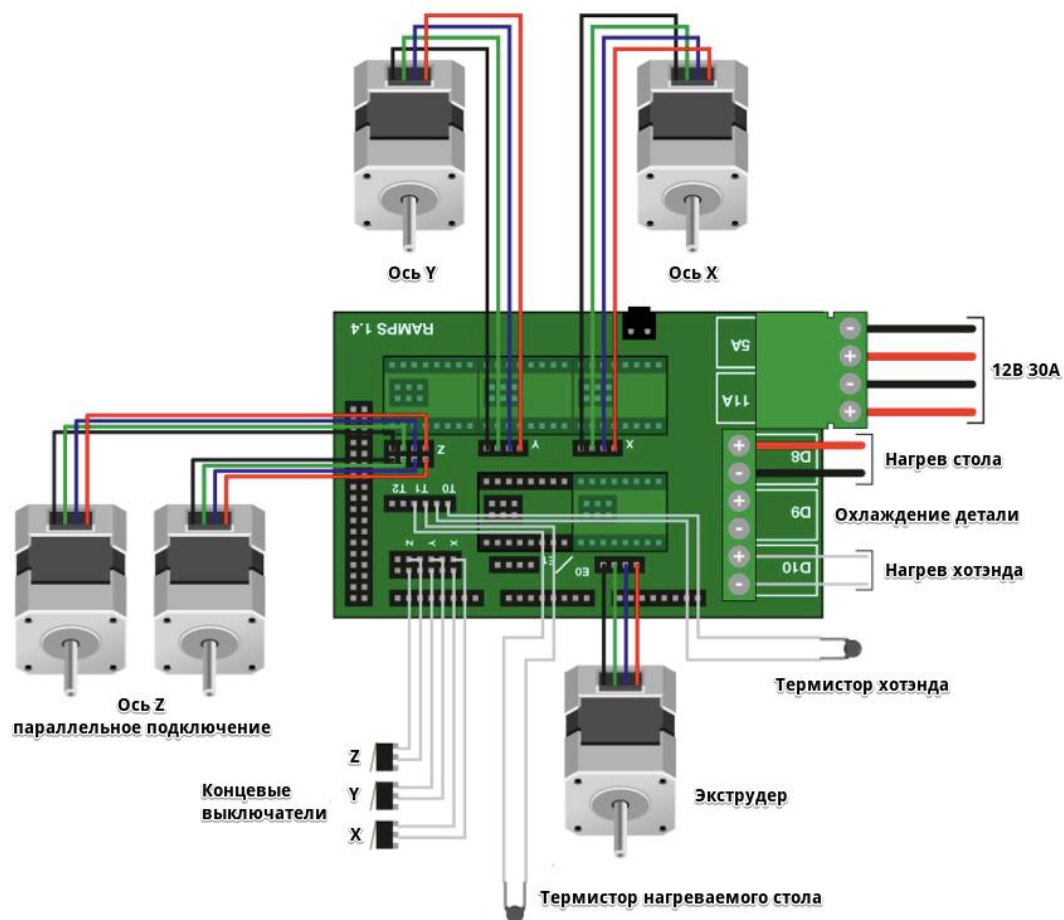 Ось Y
Ось X
RAMPS 1.4
5A
11A
12В 30А
D8
Нагрев стола
D9
Охлаждение детали
D10
Нагрев хотэнда
Z
Y
X
T2 T1 T0
Z Y X
E1
E0
Ось Z
параллельное подключение
Термистор хотэнда
Z
Концевые
выключатели
Y
X
Экструдер
Термистор нагреваемого стола